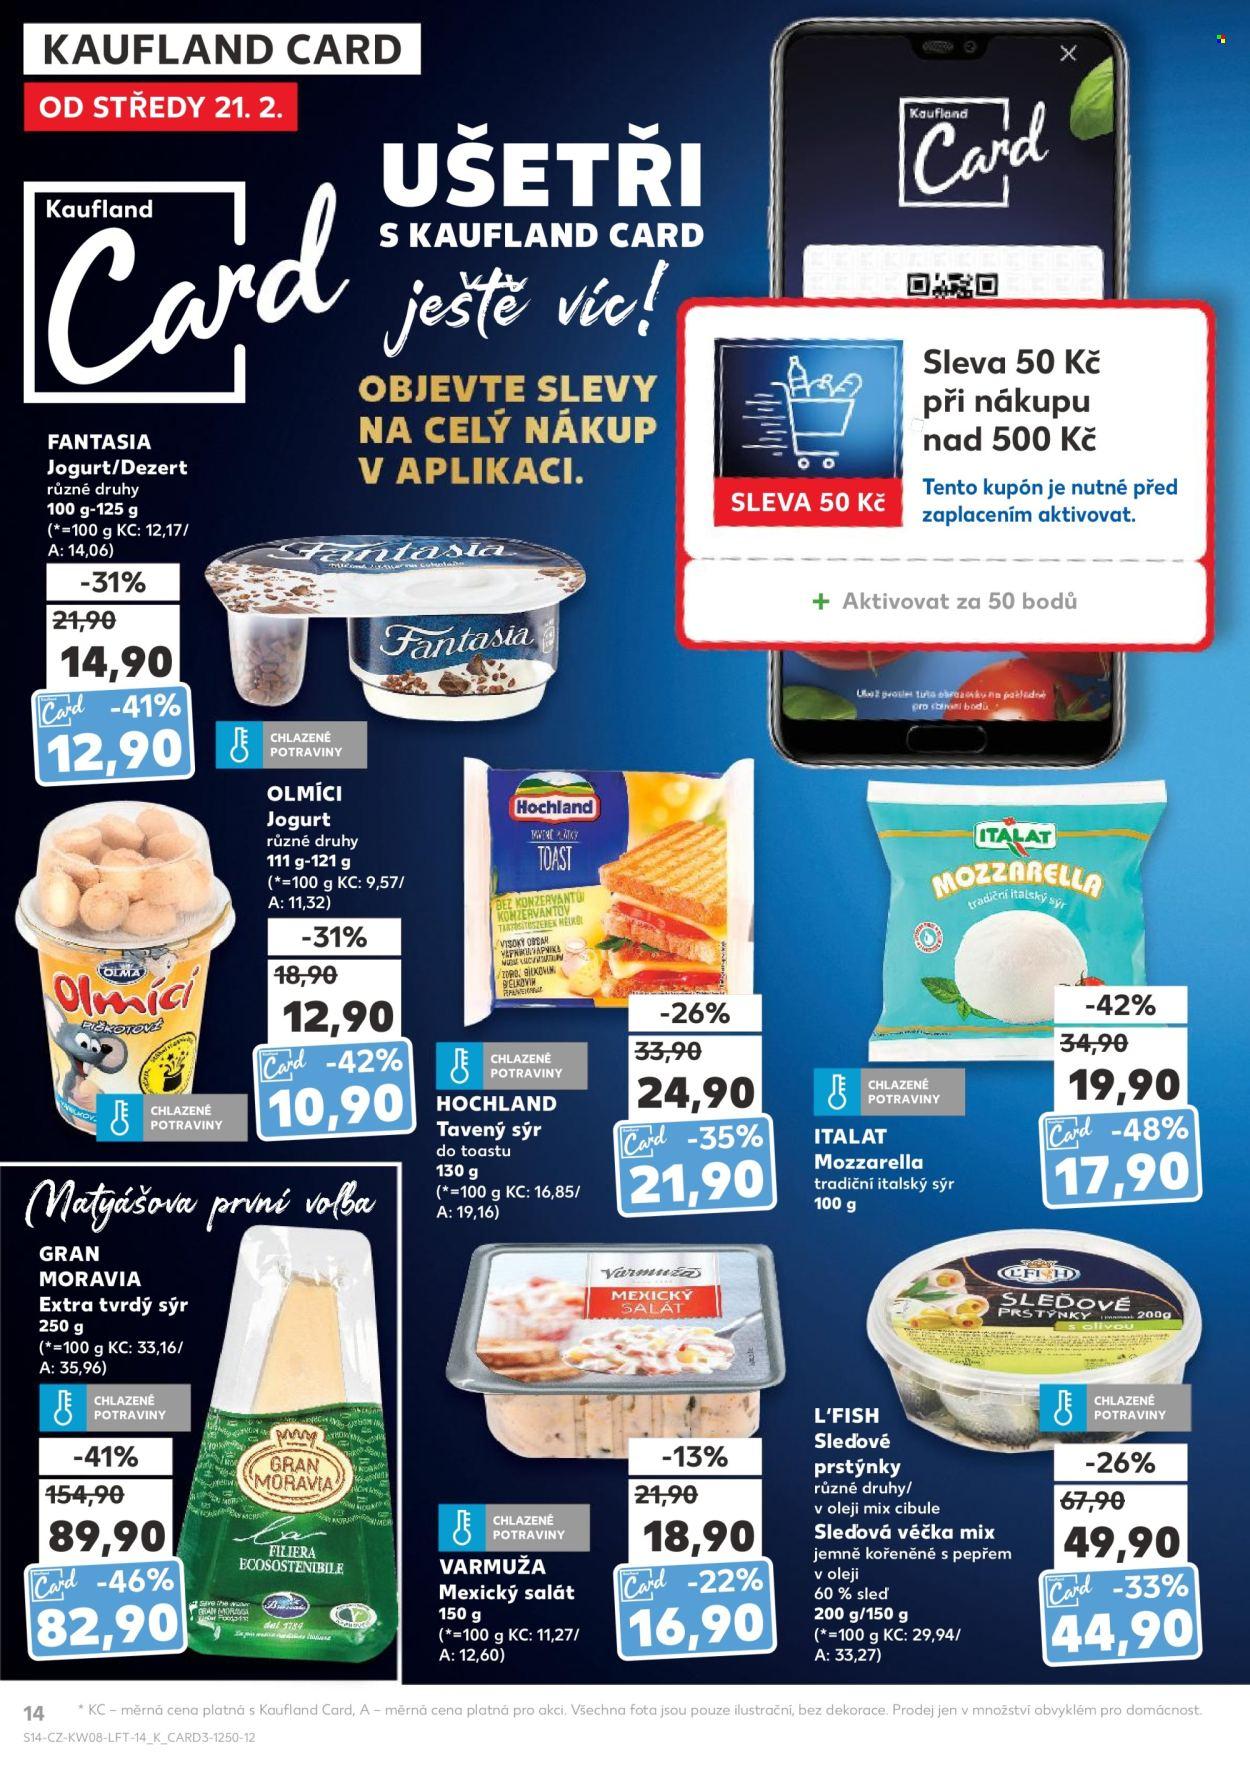 KAUFLAND CARD
OD STŘEDY 21. 2.
Kaufland
Card
UŠETŘI
S KAUFLAND CARD
ještě víc!
OBJEVTE SLEVY
NA CELÝ NÁKUP
V APLIKACI.
Kaufland
Card
Sleva 50 Kč
při nákupu
nad 500 Kč
SLEVA 50 Kč
Tento kupón je nutné před
zaplacením aktivovat.
+ Aktivovat za 50 bodů
FANTASIA
Jogurt/Dezert
různé druhy
100 g-125 g
(*=100 g KC: 12,17/
A: 14,06)
-31%
21,90
14,90
Card -41%
12,90
Fantasia
Fantasia
CHLAZENÉ
POTRAVINY
OLMÍCI
Jogurt
různé druhy
111 g-121 g
(*=100 g KC: 9,57/
A: 11,32)
-31%
18,90
12,90
Card -42%
10,90
OLMA
Olmíci
PIŠKOTOVÉ
CHLAZENÉ
POTRAVINY
Hochland
TAVENÉ PLÁTKY
TOAST
BEZ KONZERVANTŮ
-26%
33,90
24,90
CHLAZENÉ
POTRAVINY
HOCHLAND
Tavený sýr
do toastu
130 g
(*=100 g KC: 16,85/
A: 19,16)
Card -35%
21,90
ITALAT
MOZZARELLA
tradiční italský sýr
-42%
34,90
19,90
CHLAZENÉ
POTRAVINY
ITALAT
Mozzarella
tradiční italský sýr
100 g
Card -48%
17,90
Matyášova první volba
GRAN
MORAVIA
Extra tvrdý sýr
250 g
(*=100 g KC: 33,16/
A: 35,96)
CHLAZENÉ
POTRAVINY
-41%
154,90
89,90
Card -46%
82,90
GRAN
MORAVIA
La
FILIERA
ECOSOSTENIBILE
Varmuža
MEXICKÝ
SALÁT
-13%
21,90
18,90
CHLAZENÉ
POTRAVINY
VARMUŽA
Mexický salát
150 g
(*=100 g KC: 11,27/
A: 12,60)
Card -22%
16,90
L'FISH
SLEĎOVÉ
PRSTÝNKY
200g
s olivou
CHLAZENÉ
POTRAVINY
L'FISH
Sleďové
prstýnky
různé druhy/
v oleji mix cibule
Sleďová véčka mix
jemně kořeněné s pepřem
v oleji
60 % sleď
200 g/150 g
(*=100 g KC: 29,94/
A: 33,27)
-26%
67,90
49,90
Card -33%
44,90
14
* KC – měrná cena platná s Kaufland Card, A – měrná cena platná pro akci. Všechna fota jsou pouze ilustrační, bez dekorace. Prodej jen v množství obvyklém pro domácnost.
S14-CZ-KW08-LFT-14_K_CARD3-1250-12